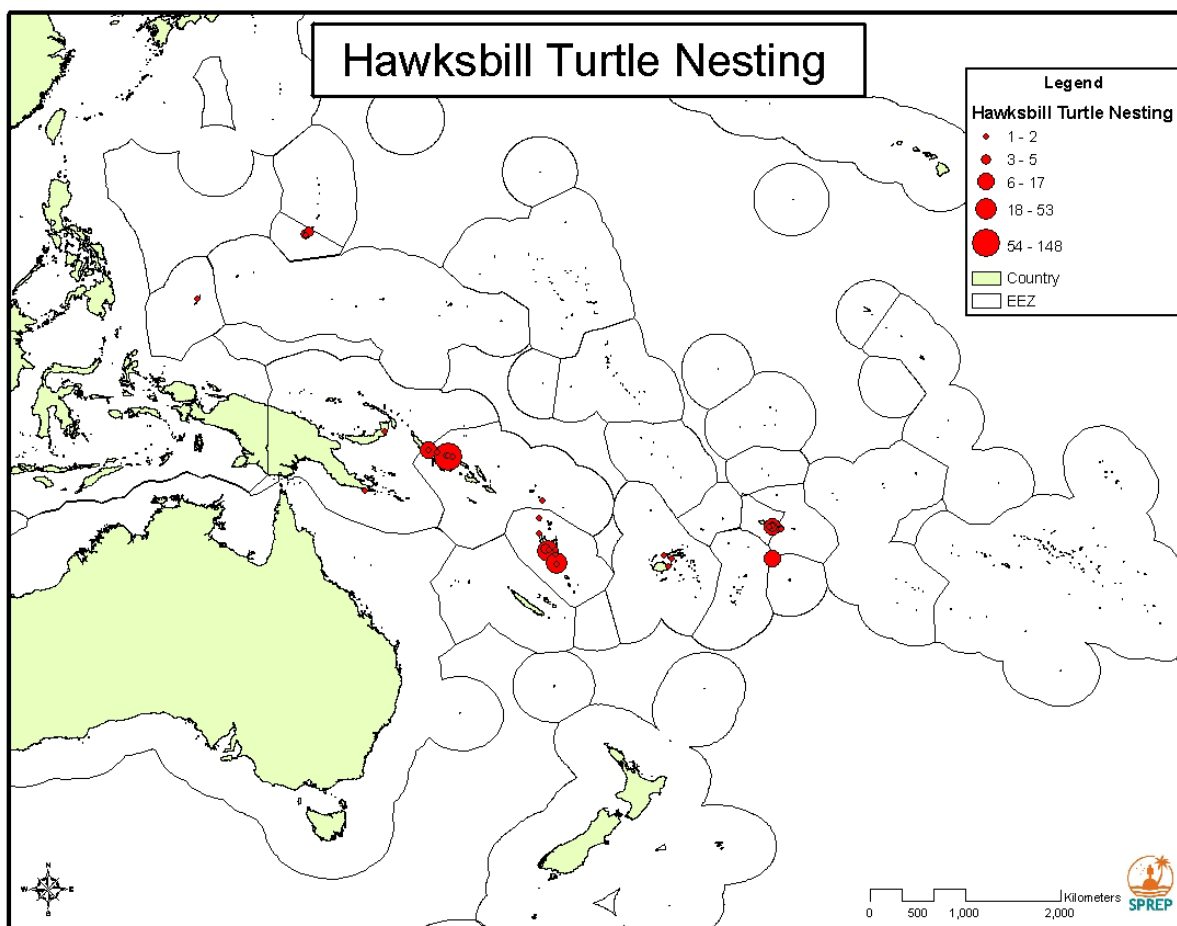 Hawksbill Turtle Nesting
Legend
Hawksbill Turtle Nesting
1 - 2
3 - 5
6 - 17
18 - 53
54 - 148
Country
EEZ
N
W E
S
Kilometers
0 500 1,000 2,000
SPREP